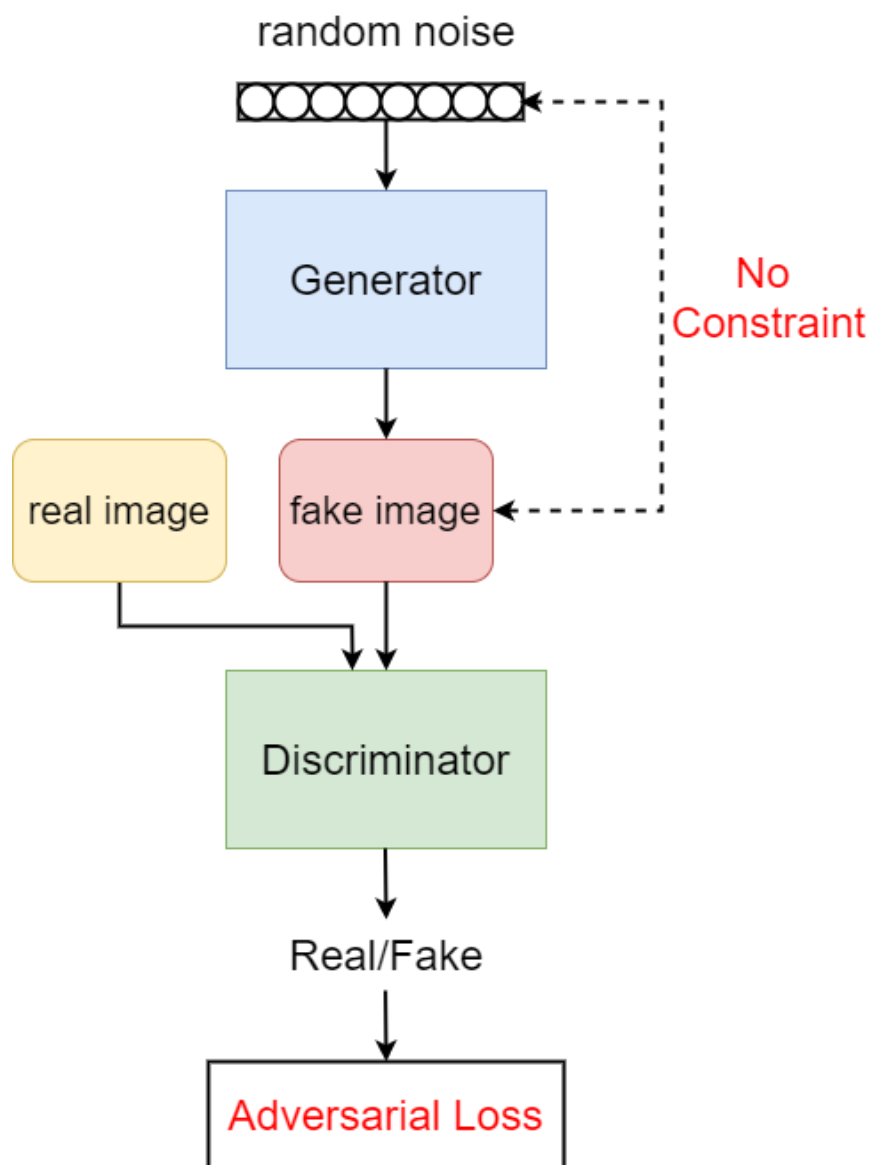 random noise
Generator
No
Constraint
real image
fake image
Discriminator
Real/Fake
Adversarial Loss